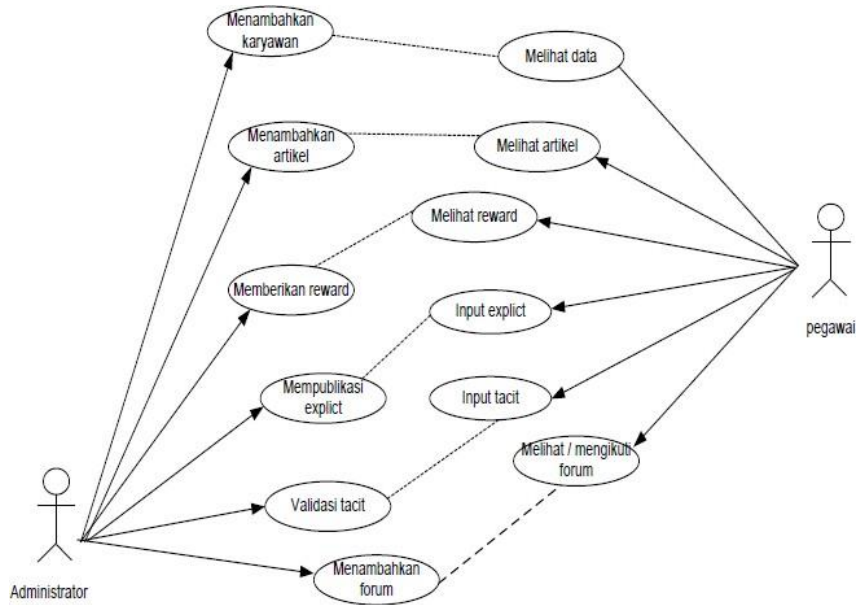 Menambahkan
karyawan
Melihat data
Menambahkan
artikel
Melihat artikel
Melihat reward
Memberikan reward
Input explict
pegawai
Mempublikasi
explict
Input tacit
Melihat / mengikuti
forum
Validasi tacit
Menambahkan
forum
Administrator